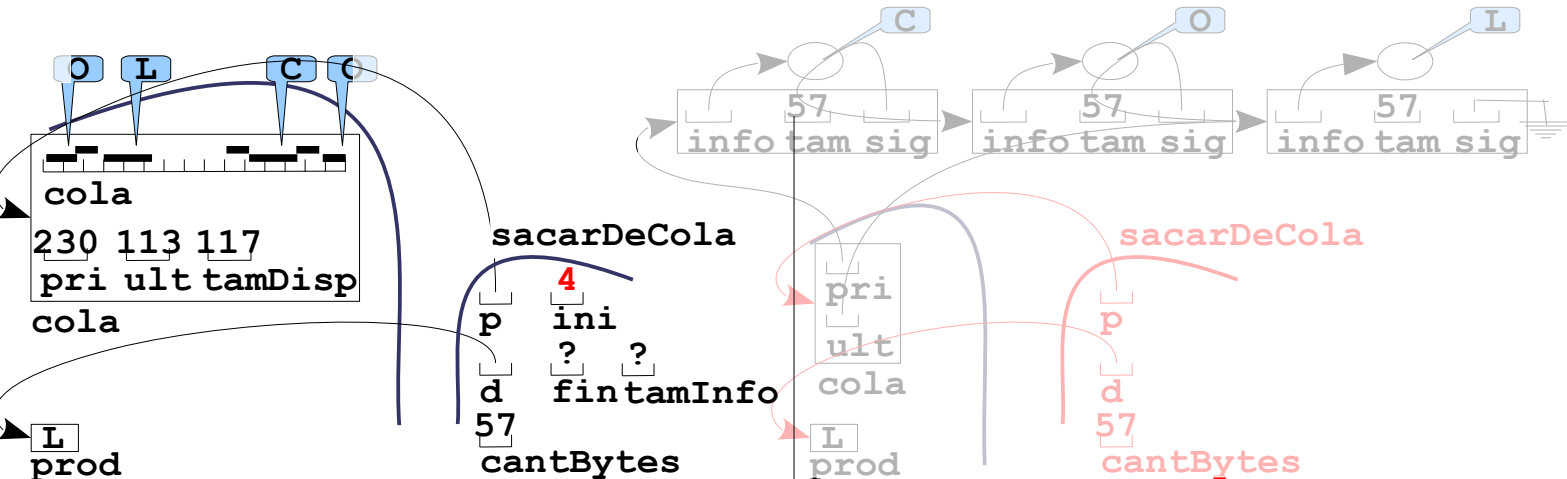 C O L
O L C O
57 57 57
info tam sig info tam sig info tam sig
cola
230 113 117
pri ult tamDisp
cola
sacarDeCola
4
p ini
? ?
d fin tamInfo
57
cantBytes
L
prod
pri
ult
cola
L
prod
sacarDeCola
p
d
57
cantBytes